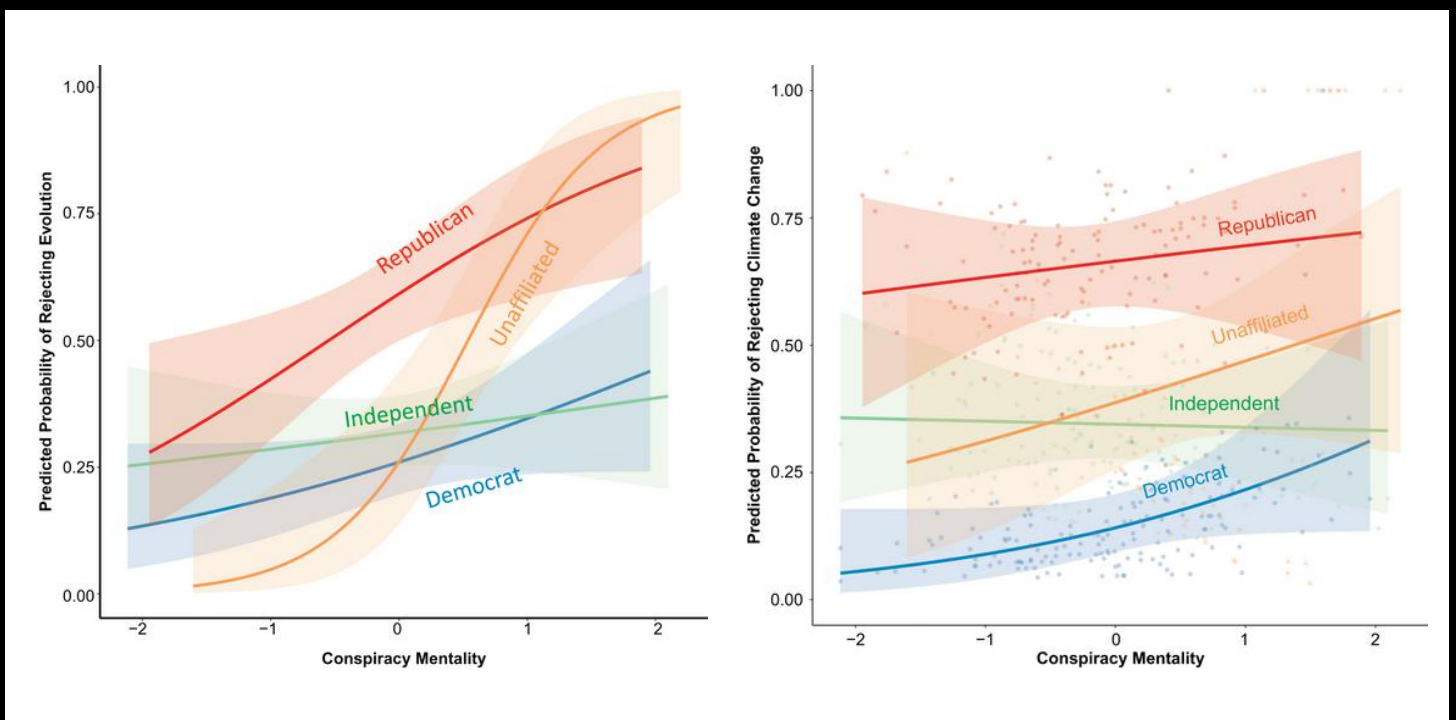 Predicted Probability of Rejecting Evolution
1.00
0.75
0.50
0.25
0.00
Republican
Unaffiliated
Independent
Democrat
−2
−1
0
1
2
Conspiracy Mentality
Predicted Probability of Rejecting Climate Change
1.00
0.75
0.50
0.25
0.00
Republican
Unaffiliated
Independent
Democrat
−2
−1
0
1
2
Conspiracy Mentality